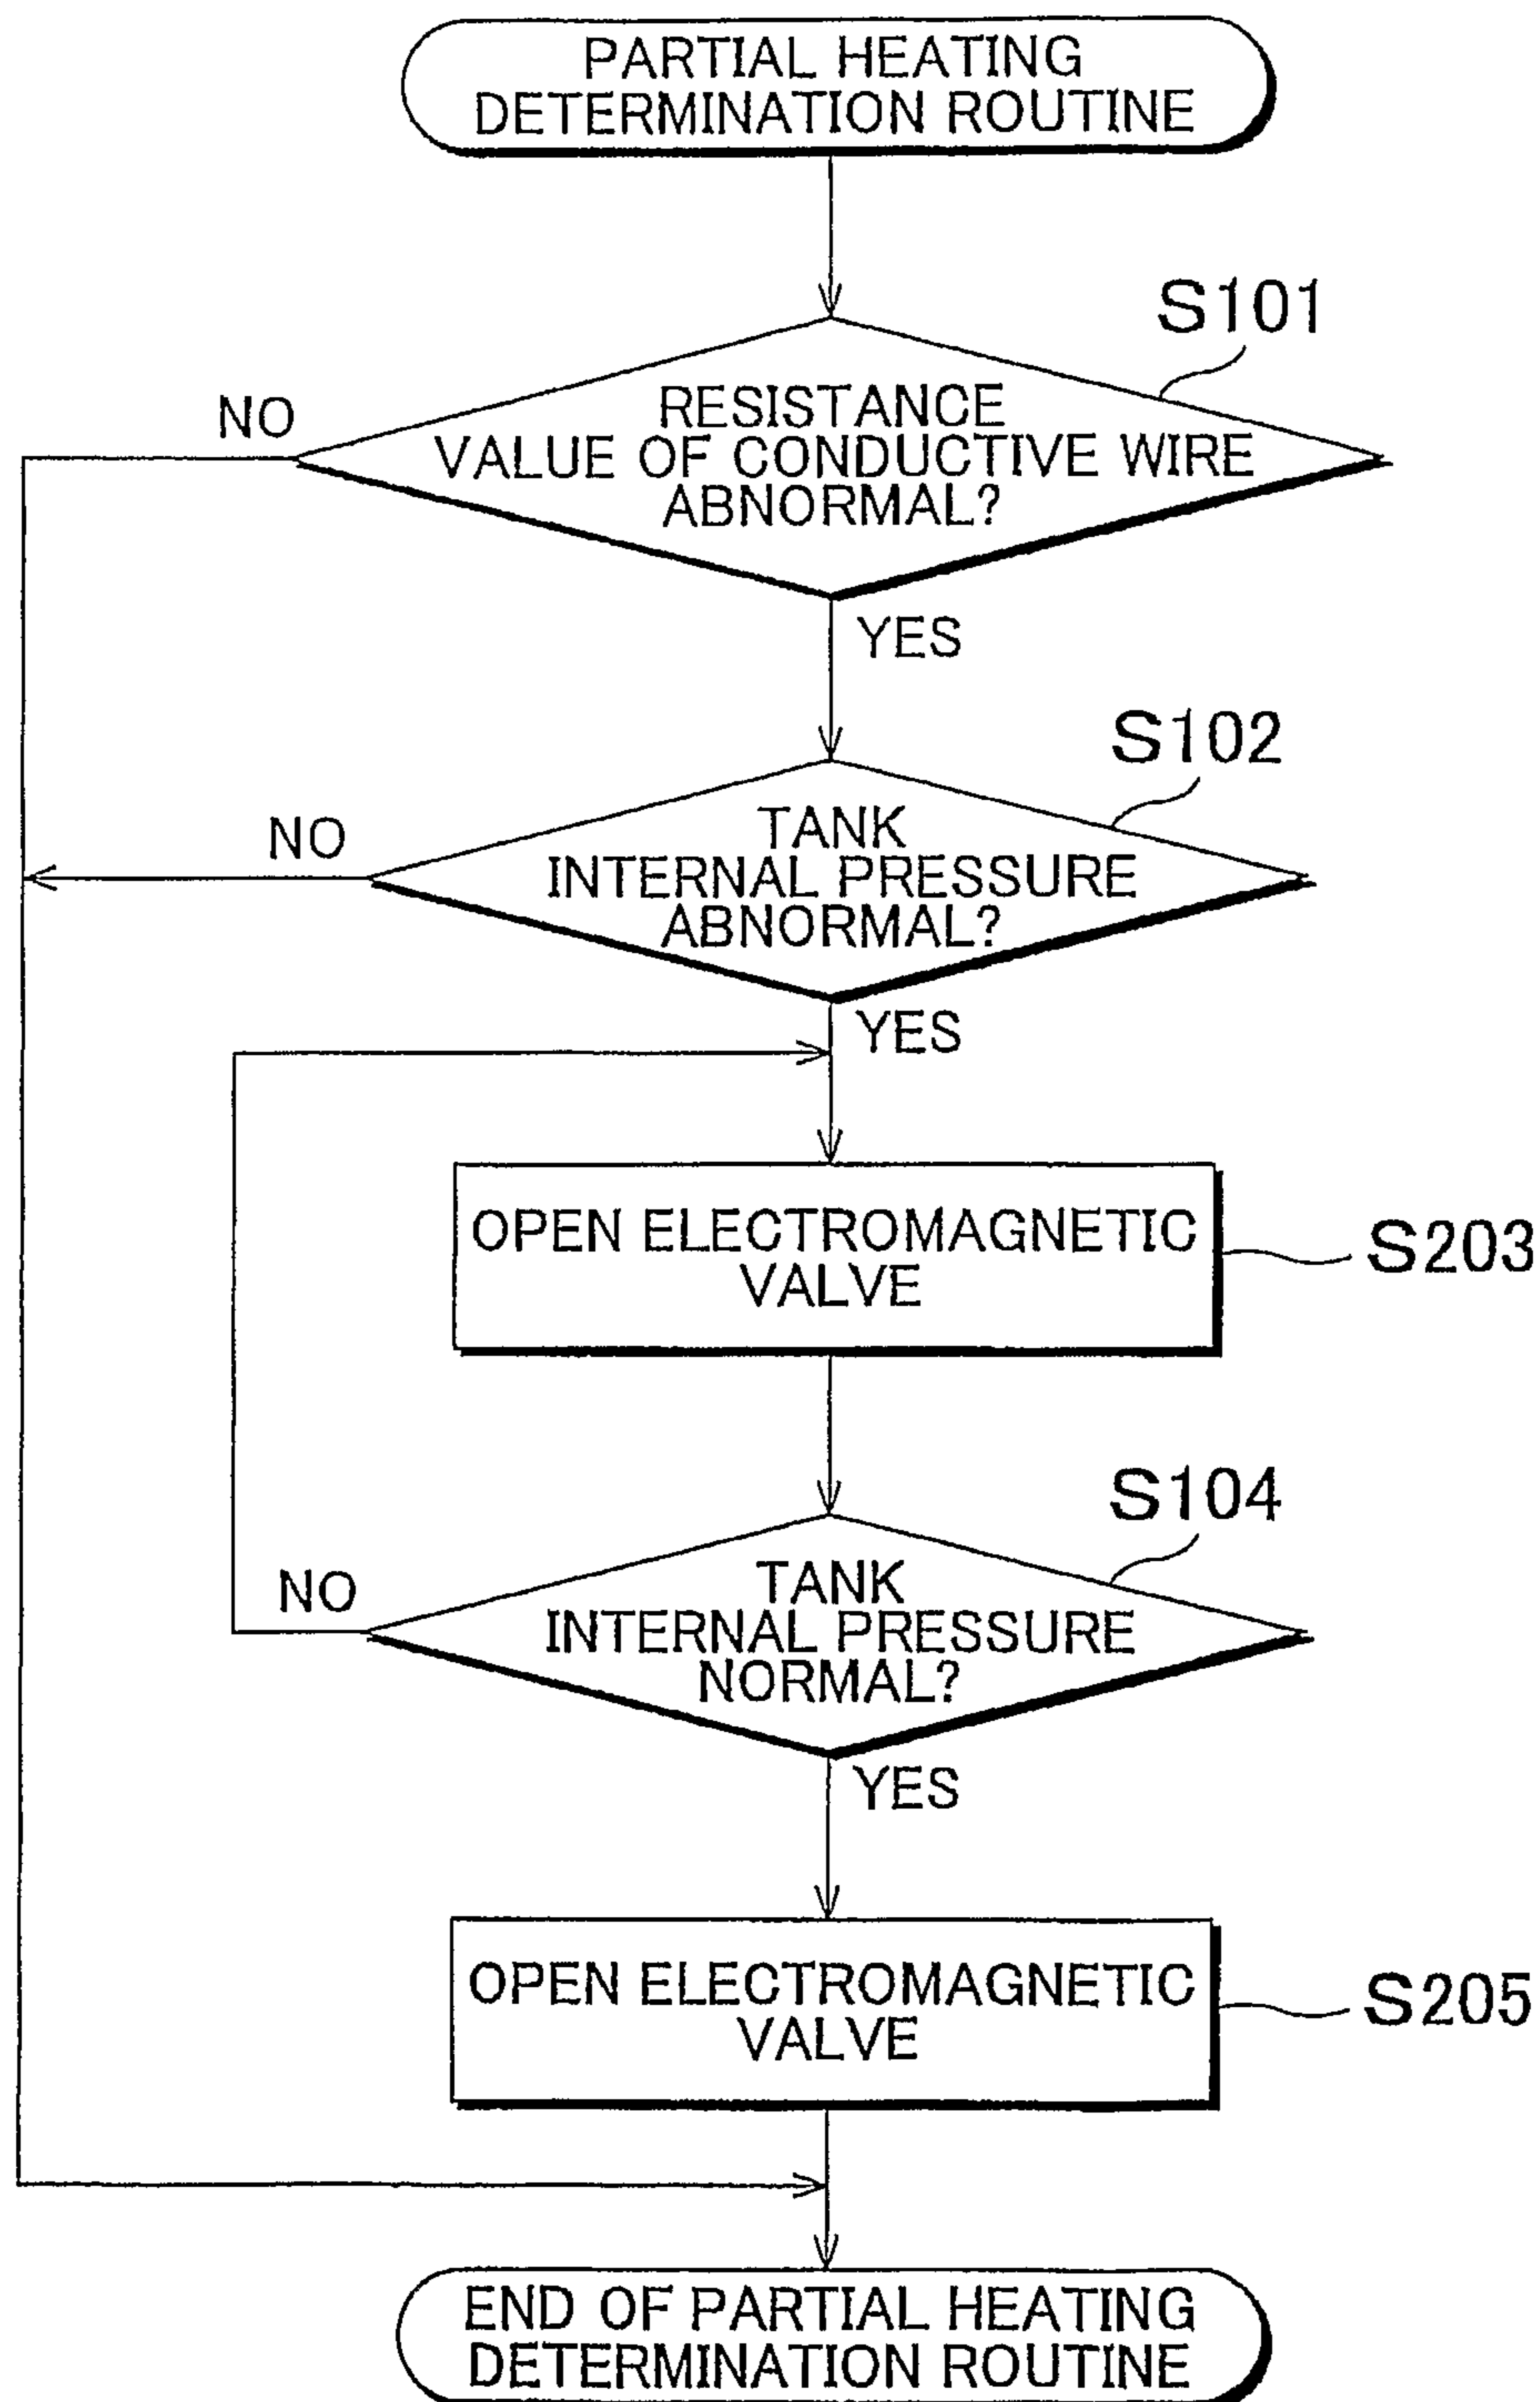 PARTIAL HEATING
DETERMINATION ROUTINE
S101
NO
RESISTANCE
VALUE OF CONDUCTIVE WIRE
ABNORMAL?
YES
S102
NO
TANK
INTERNAL PRESSURE
ABNORMAL?
YES
OPEN ELECTROMAGNETIC
VALVE
S203
S104
NO
TANK
INTERNAL PRESSURE
NORMAL?
YES
OPEN ELECTROMAGNETIC
VALVE
S205
END OF PARTIAL HEATING
DETERMINATION ROUTINE